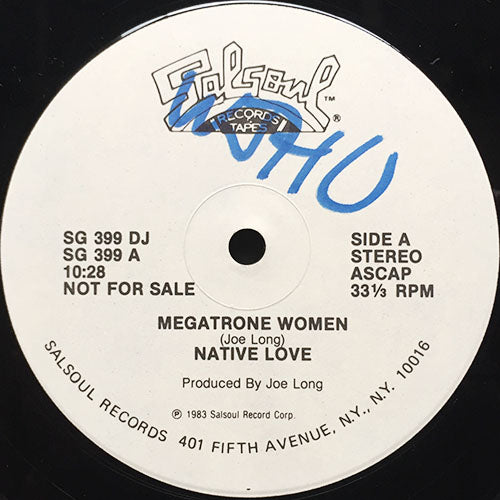 Salsoul
TM
®
RECORDS
TAPES
WDHU
SG 399 DJ
SG 399 A
10:28
NOT FOR SALE
SIDE A
STEREO
ASCAP
33⅓ RPM
MEGATRONE WOMEN
(Joe Long)
NATIVE LOVE
Produced By Joe Long
℗ 1983 Salsoul Record Corp.
SALSOUL RECORDS 401 FIFTH AVENUE, N.Y., N.Y. 10016